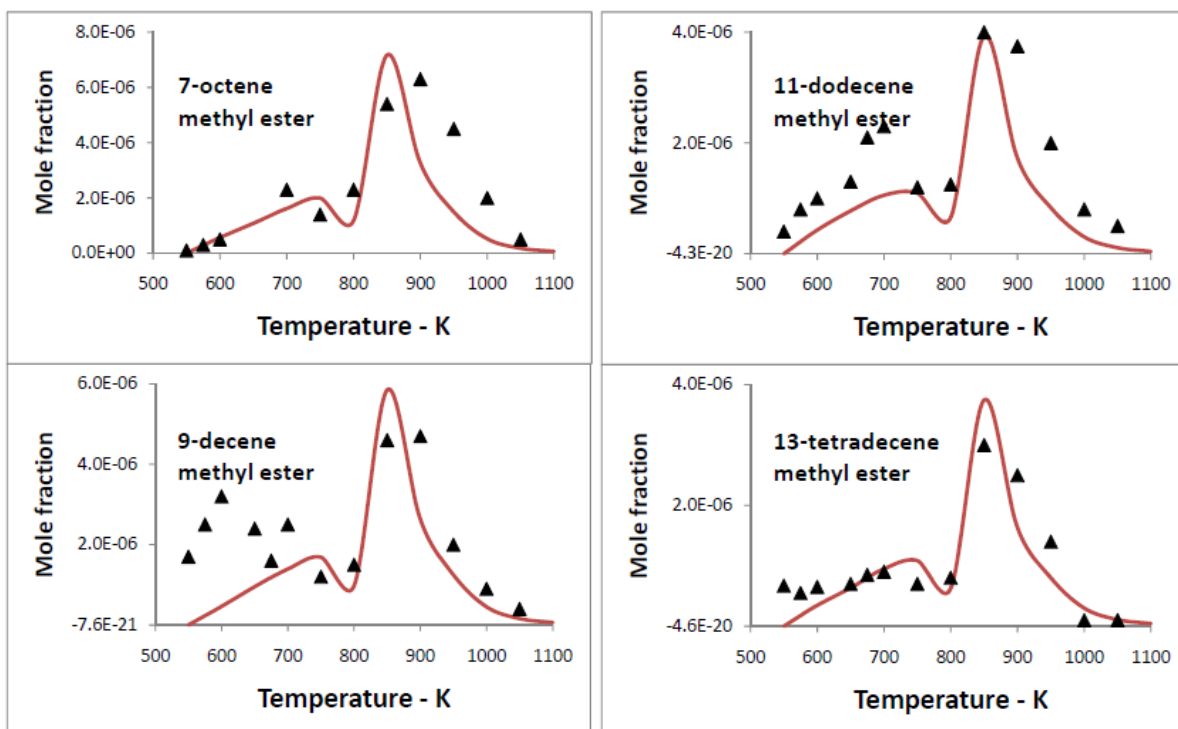 8.0E-06
6.0E-06
4.0E-06
2.0E-06
0.0E+00
Mole fraction
7-octene
methyl ester
500 600 700 800 900 1000 1100
Temperature - K
4.0E-06
2.0E-06
-4.3E-20
Mole fraction
11-dodecene
methyl ester
500 600 700 800 900 1000 1100
Temperature - K
6.0E-06
4.0E-06
2.0E-06
-7.6E-21
Mole fraction
9-decene
methyl ester
500 600 700 800 900 1000 1100
Temperature - K
4.0E-06
2.0E-06
-4.6E-20
Mole fraction
13-tetradecene
methyl ester
500 600 700 800 900 1000 1100
Temperature - K